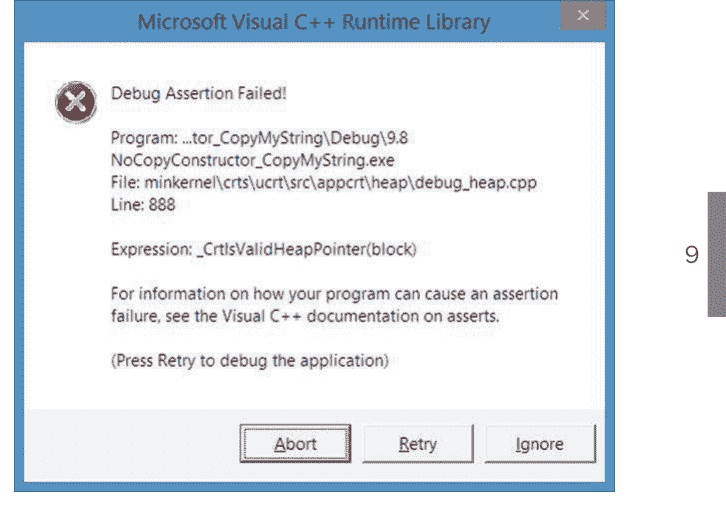 Microsoft Visual C++ Runtime Library
Debug Assertion Failed!
Program: ...tor_CopyMyString\Debug\9.8
NoCopyConstructor_CopyMyString.exe
File: minkernel\crts\ucrt\src\appcrt\heap\debug_heap.cpp
Line: 888
Expression: _CrtIsValidHeapPointer(block)
For information on how your program can cause an assertion
failure, see the Visual C++ documentation on asserts.
(Press Retry to debug the application)
Abort Retry Ignore
9